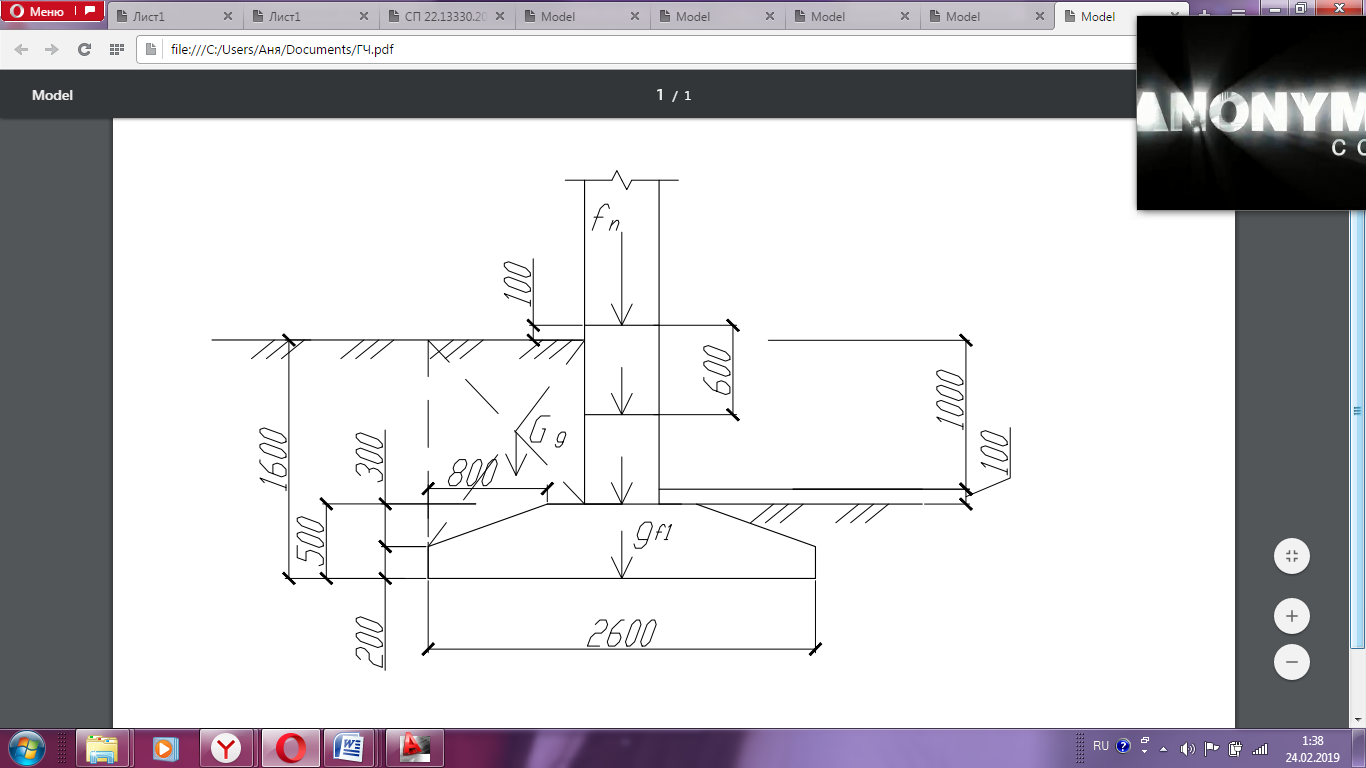 Меню
Лист1
Лист1
СП 22.13330.20
Model
Model
Model
Model
Model
file:///C:/Users/Аня/Documents/ГЧ.pdf
Model
1 / 1
ANONYM
CO
fn
100
600
1000
100
1600
300
Gg
800
500
gf1
200
2600
RU
1:38
24.02.2019